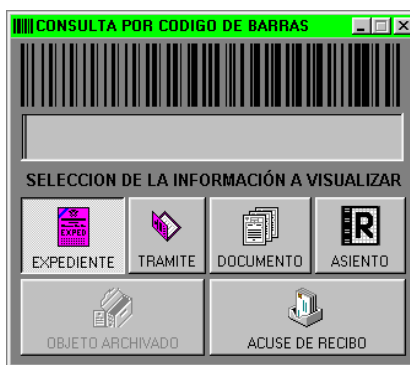 CONSULTA POR CODIGO DE BARRAS
SELECCION DE LA INFORMACIÓN A VISUALIZAR
EXPED
EXPEDIENTE TRAMITE DOCUMENTO ASIENTO
R
OBJETO ARCHIVADO ACUSE DE RECIBO